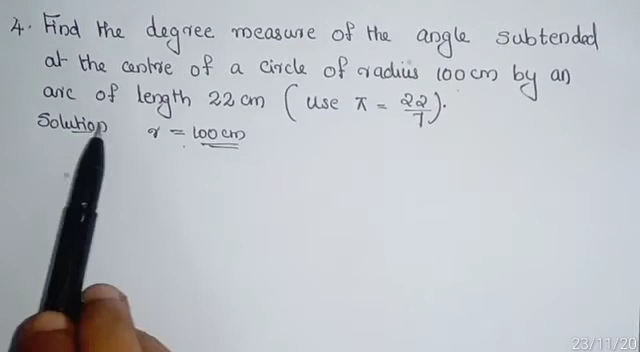 4. Find the degree measure of the angle subtended
at the centre of a circle of radius 100 cm by an
arc of length 22 cm ( Use π = 22/7).
Solution r = 100 cm
23/11/20